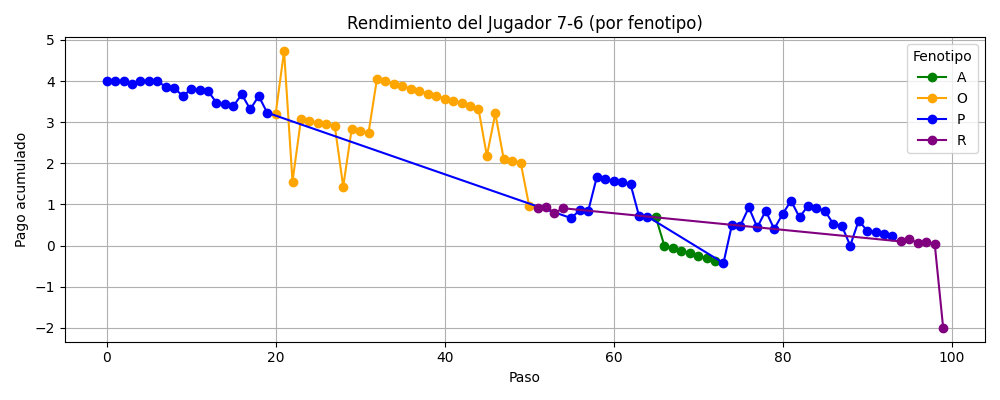 Rendimiento del Jugador 7-6 (por fenotipo)
Pago acumulado
5
4
3
2
1
0
−1
−2
0
20
40
60
80
100
Paso
Fenotipo
A
O
P
R